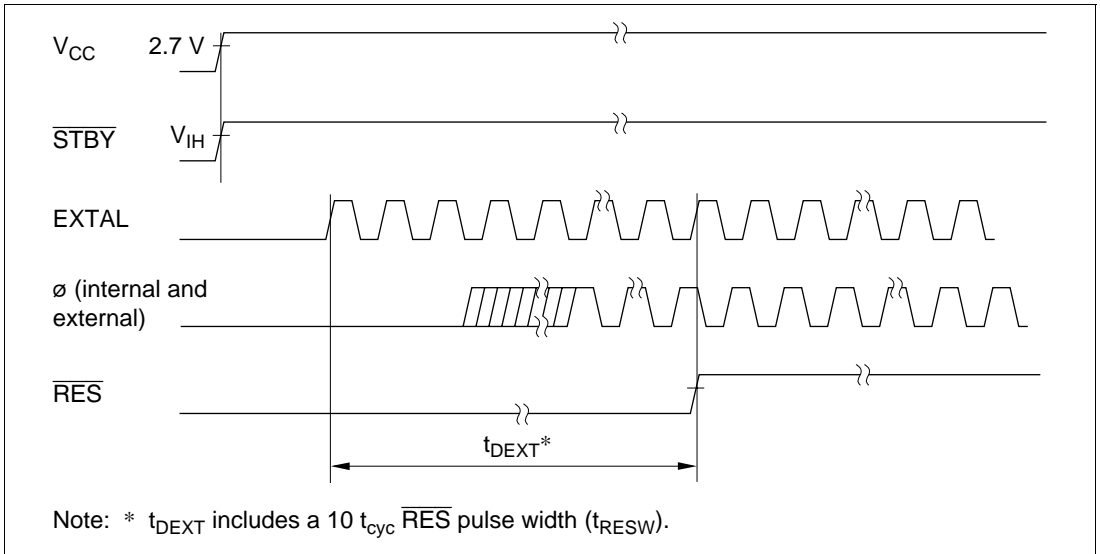 VCC 2.7 V
STBY VIH
EXTAL
ø (internal and
external)
RES
tDEXT*
Note: * tDEXT includes a 10 tcyc RES pulse width (tRESW).